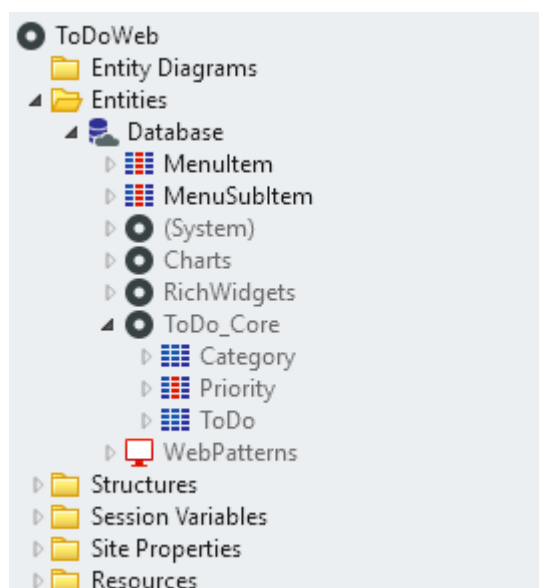 ToDoWeb
Entity Diagrams
Entities
Database
MenuItem
MenuSubItem
(System)
Charts
RichWidgets
ToDo_Core
Category
Priority
ToDo
WebPatterns
Structures
Session Variables
Site Properties
Resources